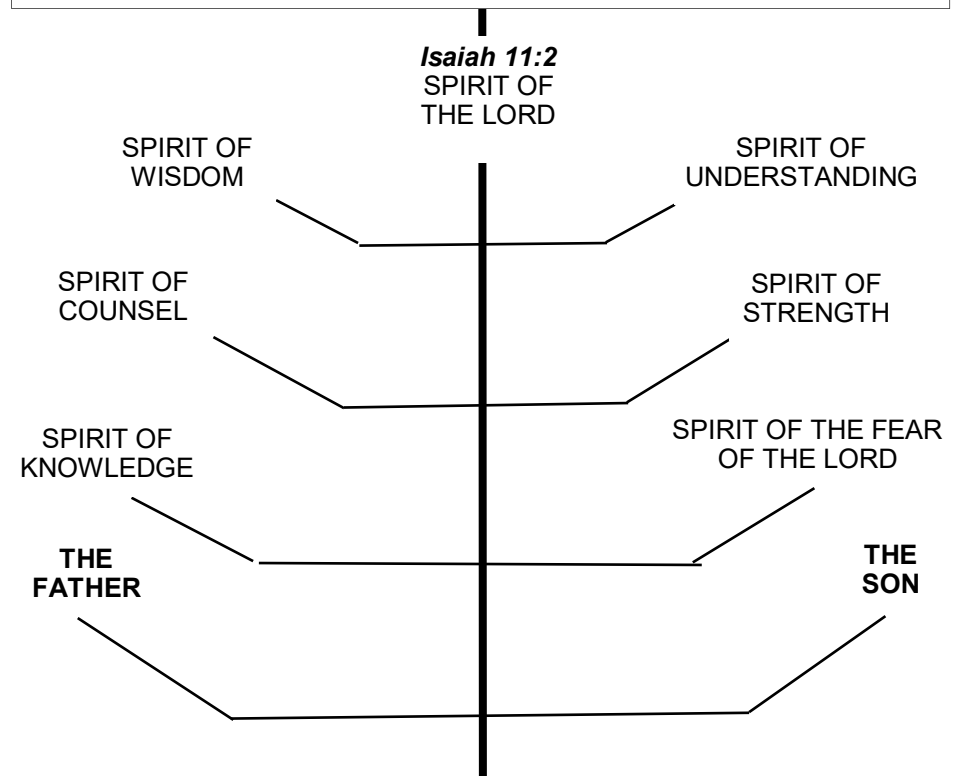 Isaiah 11:2
SPIRIT OF
THE LORD
SPIRIT OF
WISDOM
SPIRIT OF
UNDERSTANDING
SPIRIT OF
COUNSEL
SPIRIT OF
STRENGTH
SPIRIT OF
KNOWLEDGE
SPIRIT OF THE FEAR
OF THE LORD
THE
FATHER
THE
SON